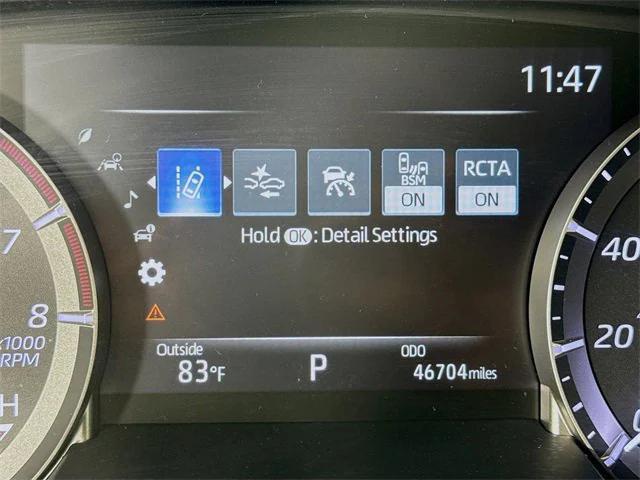 11:47
BSM
ON
RCTA
ON
Hold OK : Detail Settings
Outside
83°F
P
ODO
46704 miles
7
8
x1000
RPM
H
40
20
0